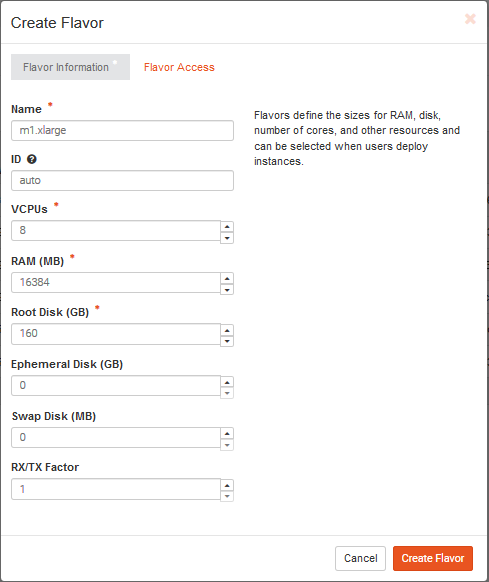 Create Flavor
Flavor Information *
Flavor Access
Name *
m1.xlarge
ID
auto
VCPUs *
8
RAM (MB) *
16384
Root Disk (GB) *
160
Ephemeral Disk (GB)
0
Swap Disk (MB)
0
RX/TX Factor
1
Flavors define the sizes for RAM, disk,
number of cores, and other resources and
can be selected when users deploy
instances.
Cancel
Create Flavor